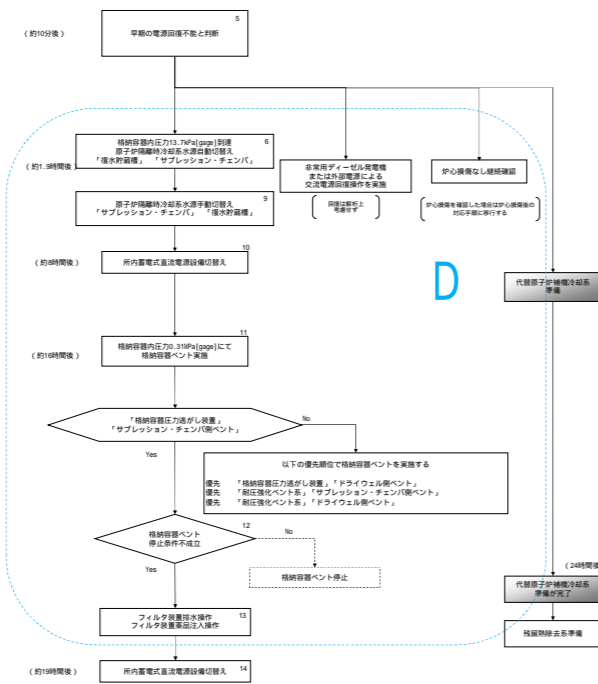 5
(約10分後)
早期の電源回復不能と判断
6
格納容器内圧力13.7kPa[gage]到達
原子炉隔離時冷却系水源自動切替え
「復水貯蔵槽」 「サプレッション・チェンバ」
(約1.9時間後)
非常用ディーゼル発電機
または外部電源による
交流電源回復操作を実施
回復は解析上
考慮せず
炉心損傷なし継続確認
炉心損傷を確認した場合は炉心損傷後の
対応手順に移行する
9
原子炉隔離時冷却系水源手動切替え
「サプレッション・チェンバ」 「復水貯蔵槽」
10
(約8時間後)
所内蓄電式直流電源設備切替え
D
代替原子炉補機冷却系
準備
11
(約16時間後)
格納容器内圧力0.31MPa[gage]にて
格納容器ベント実施
「格納容器圧力逃がし装置」
「サプレッション・チェンバ側ベント」
No
Yes
以下の優先順位で格納容器ベントを実施する
優先 「格納容器圧力逃がし装置」「ドライウェル側ベント」
優先 「耐圧強化ベント系」「サプレッション・チェンバ側ベント」
優先 「耐圧強化ベント系」「ドライウェル側ベント」
12
格納容器ベント
停止条件不成立
No
Yes
格納容器ベント停止
(24時間後
代替原子炉補機冷却系
準備が完了
13
フィルタ装置排水操作
フィルタ装置薬品注入操作
残留熱除去系準備
14
(約19時間後)
所内蓄電式直流電源設備切替え